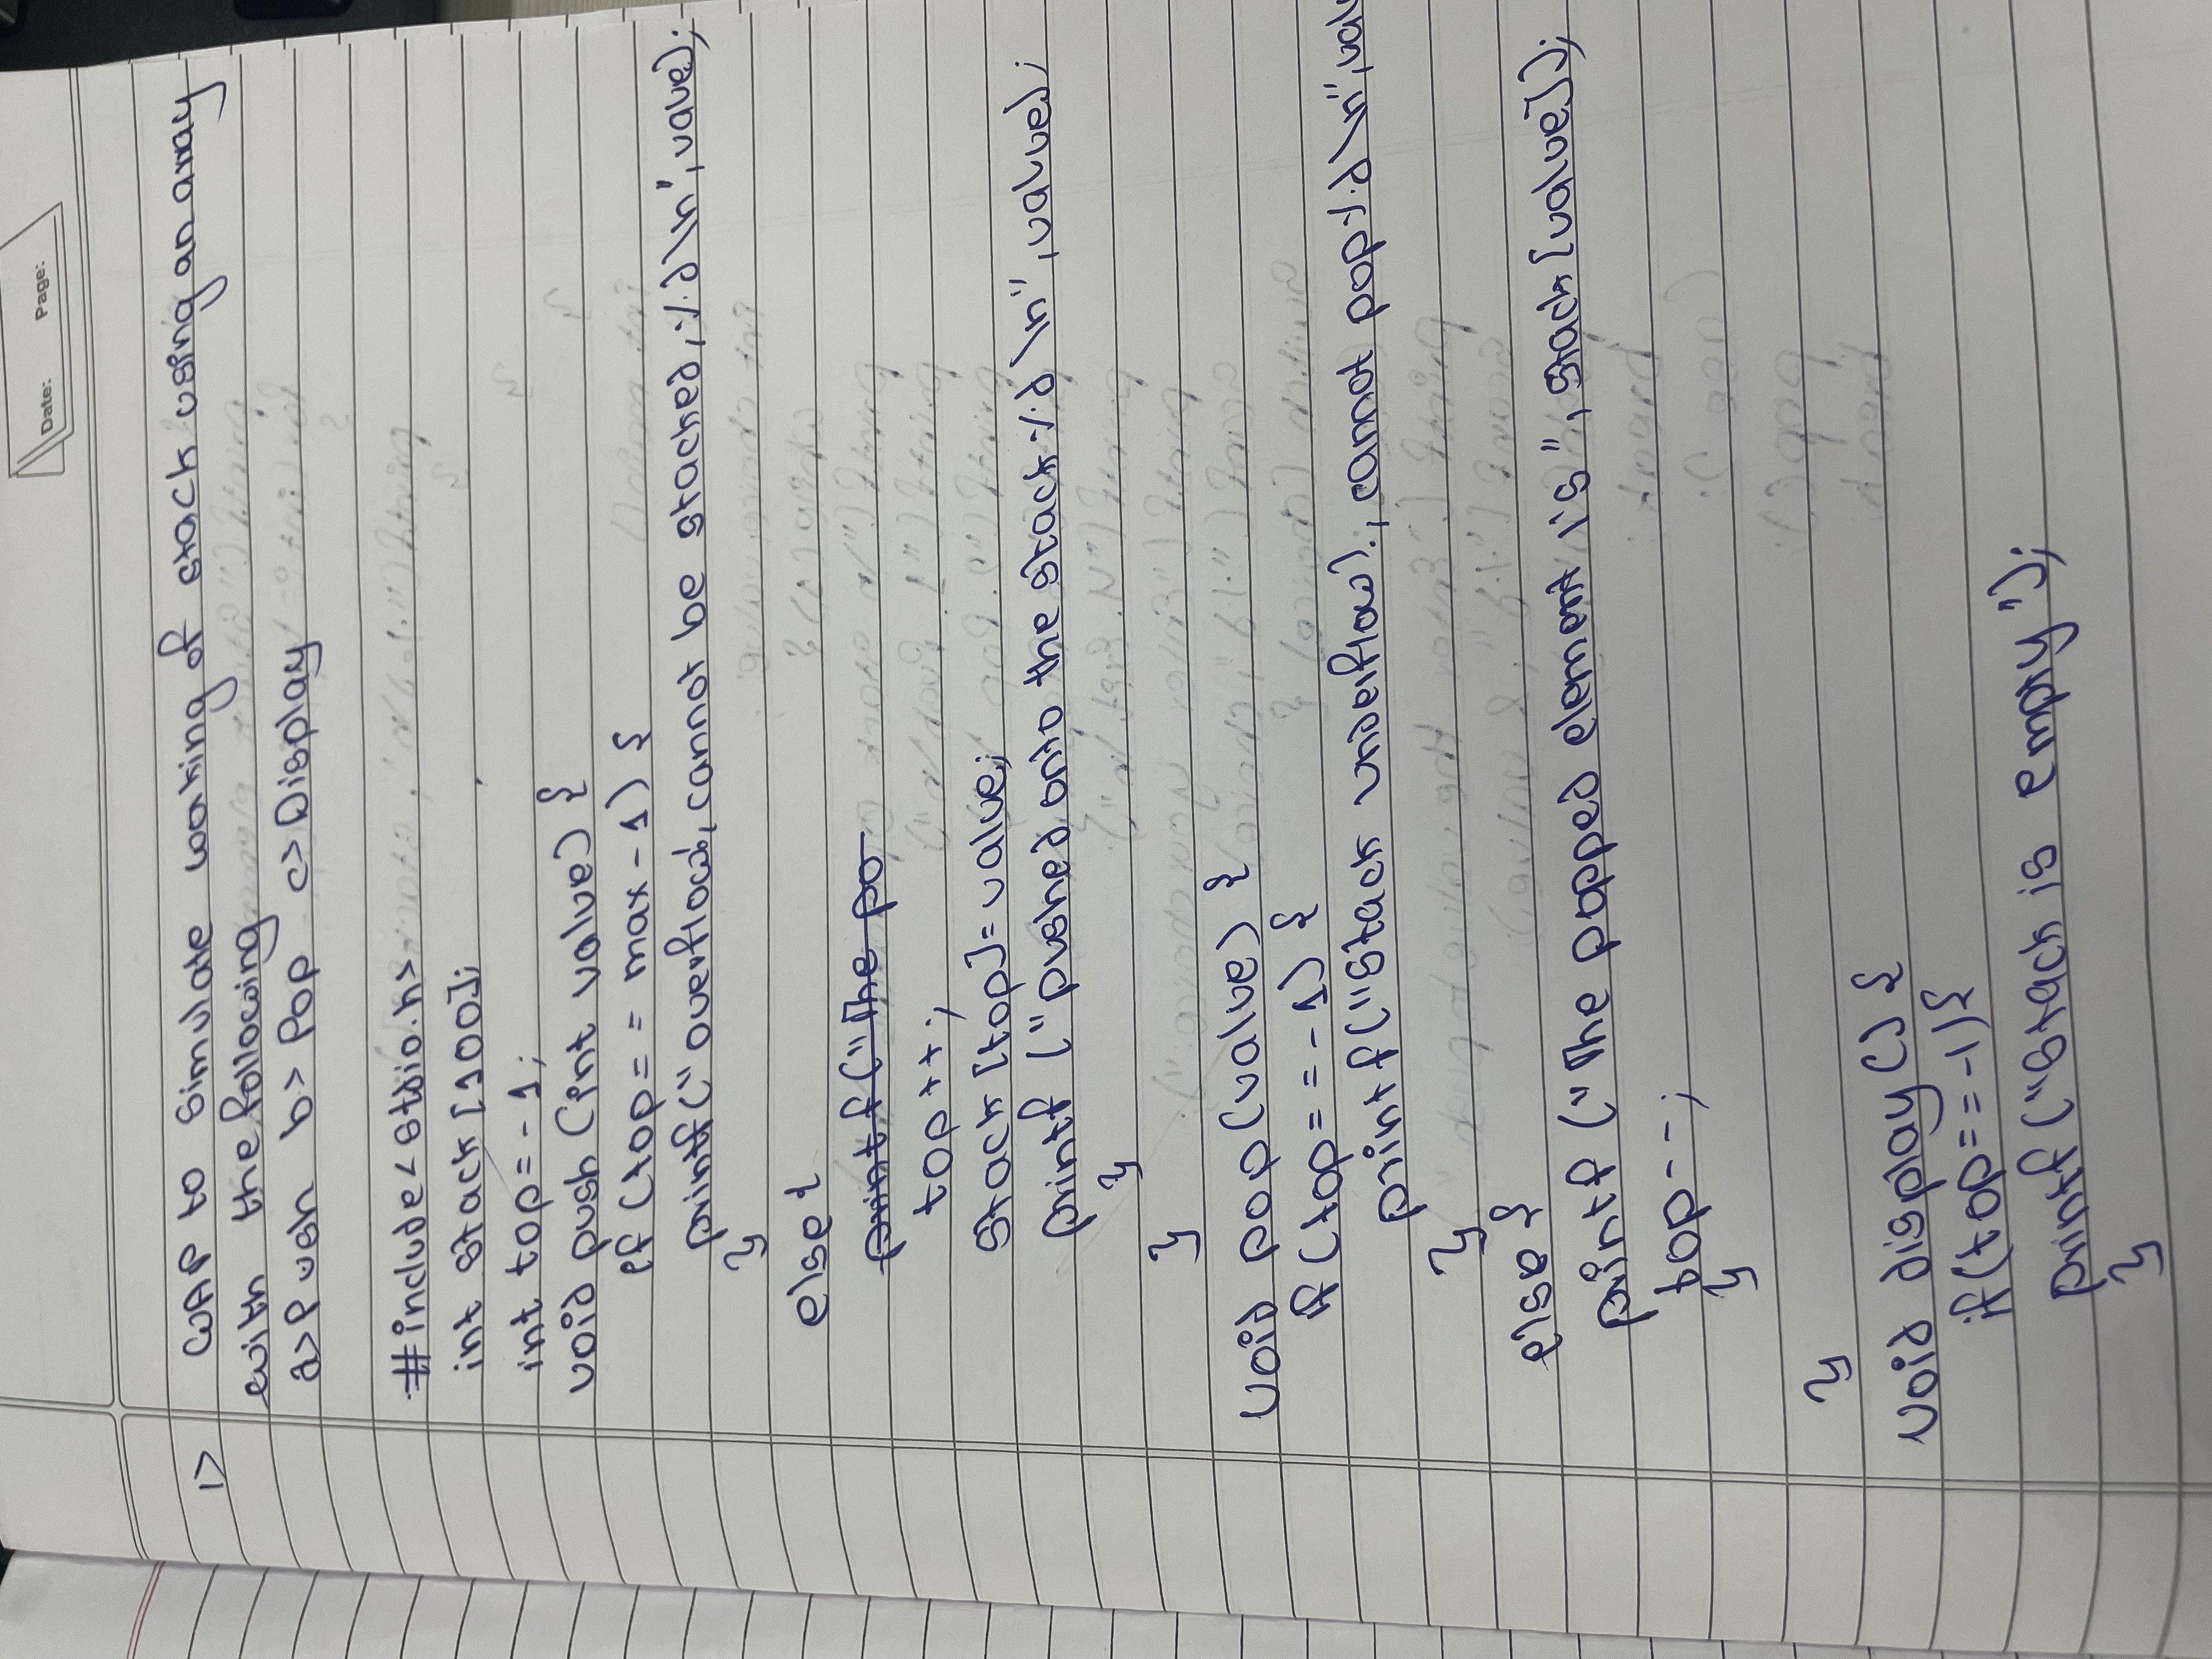 Date: Page:
1> WAP to Simulate working of stack using an array
with the following
a>Push b> Pop c>Display
#include<stdio.h>
int stack [100];
int top=-1;
void push (int value) {
if (top== max-1) {
printf("overflow!, cannot be stacked, %d \n", value);
}
else{
printf("The po
top++;
stack [top]=value;
printf ("pushed onto the stack %d \n", value);
}
}
void pop(value) {
if (top==-1) {
printf("Stack underflow!, cannot pop %d \n", val
}
else {
printf ("The popped element is", stack [value]);
top--;
}
}
void display() {
if(top==-1){
printf("Stack is empty");
}